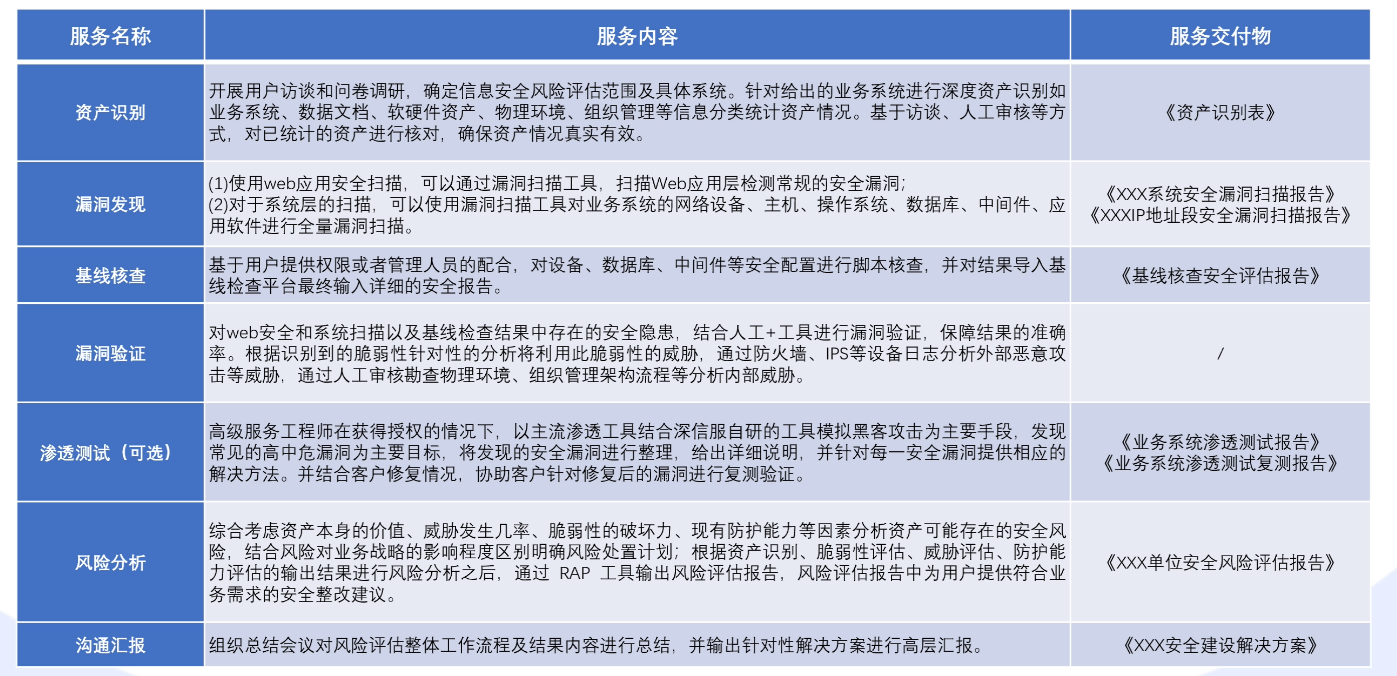 服务名称
服务内容
服务交付物
资产识别
开展用户访谈和问卷调研，确定信息安全风险评估范围及具体系统。针对给出的业务系统进行深度资产识别如
业务系统、数据文档、软硬件资产、物理环境、组织管理等信息分类统计资产情况。基于访谈、人工审核等方
式，对已统计的资产进行核对，确保资产情况真实有效。
《资产识别表》
漏洞发现
(1)使用web应用安全扫描，可以通过漏洞扫描工具，扫描Web应用层检测常规的安全漏洞；
(2)对于系统层的扫描，可以使用漏洞扫描工具对业务系统的网络设备、主机、操作系统、数据库、中间件、应
用软件进行全量漏洞扫描。
《XXX系统安全漏洞扫描报告》
《XXXIP地址段安全漏洞扫描报告》
基线核查
基于用户提供权限或者管理人员的配合，对设备、数据库、中间件等安全配置进行脚本核查，并对结果导入基
线检查平台最终输入详细的安全报告。
《基线核查安全评估报告》
漏洞验证
对web安全和系统扫描以及基线检查结果中存在的安全隐患，结合人工+工具进行漏洞验证，保障结果的准确
率。根据识别到的脆弱性针对性的分析将利用此脆弱性的威胁，通过防火墙、IPS等设备日志分析外部恶意攻
击等威胁，通过人工审核勘查物理环境、组织管理架构流程等分析内部威胁。
/
渗透测试（可选）
高级服务工程师在获得授权的情况下，以主流渗透工具结合深信服自研的工具模拟黑客攻击为主要手段，发现
常见的高中危漏洞为主要目标，将发现的安全漏洞进行整理，给出详细说明，并针对每一安全漏洞提供相应的
解决方法。并结合客户修复情况，协助客户针对修复后的漏洞进行复测验证。
《业务系统渗透测试报告》
《业务系统渗透测试复测报告》
风险分析
综合考虑资产本身的价值、威胁发生几率、脆弱性的破坏力、现有防护能力等因素分析资产可能存在的安全风
险，结合风险对业务战略的影响程度区别明确风险处置计划；根据资产识别、脆弱性评估、威胁评估、防护能
力评估的输出结果进行风险分析之后，通过 RAP 工具输出风险评估报告，风险评估报告中为用户提供符合业
务需求的安全整改建议。
《XXX单位安全风险评估报告》
沟通汇报
组织总结会议对风险评估整体工作流程及结果内容进行总结，并输出针对性解决方案进行高层汇报。
《XXX安全建设解决方案》